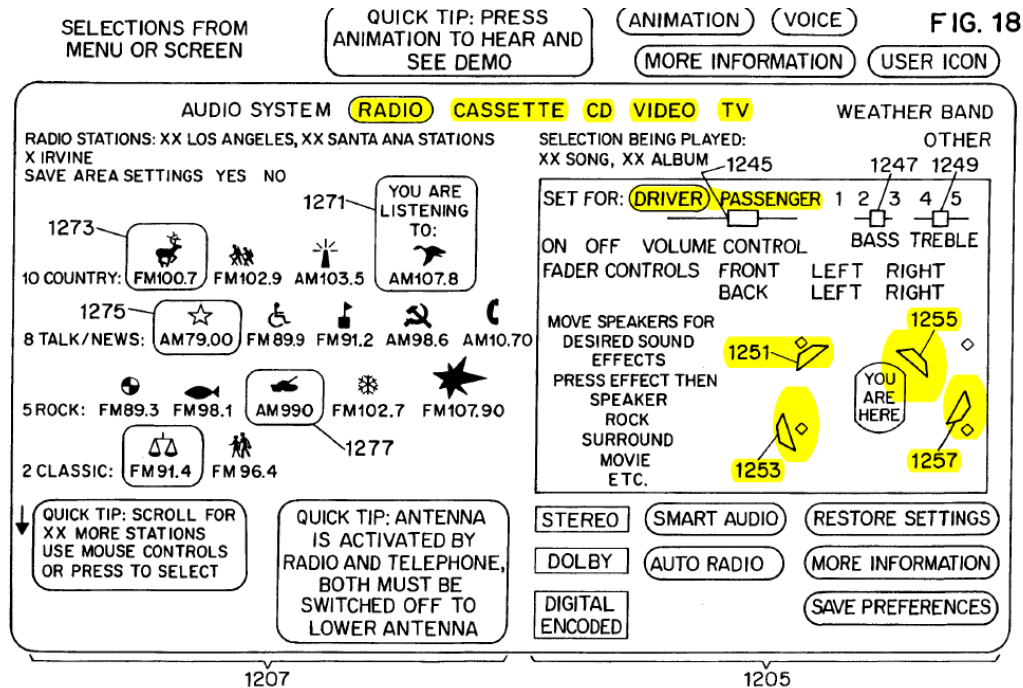 SELECTIONS FROM
MENU OR SCREEN
QUICK TIP: PRESS
ANIMATION TO HEAR AND
SEE DEMO
ANIMATION
VOICE
FIG. 18
MORE INFORMATION
USER ICON
AUDIO SYSTEM RADIO CASSETTE CD VIDEO TV WEATHER BAND
RADIO STATIONS: XX LOS ANGELES, XX SANTA ANA STATIONS
X IRVINE
SAVE AREA SETTINGS YES NO
1271
YOU ARE
LISTENING
TO:
1273
10 COUNTRY: FM100.7 FM102.9 AM103.5 AM107.8
1275
8 TALK/NEWS: AM79.00 FM89.9 FM91.2 AM98.6 AM10.70
5 ROCK: FM89.3 FM98.1 AM990 FM102.7 FM107.90
1277
2 CLASSIC: FM91.4 FM96.4
QUICK TIP: SCROLL FOR
XX MORE STATIONS
USE MOUSE CONTROLS
OR PRESS TO SELECT
QUICK TIP: ANTENNA
IS ACTIVATED BY
RADIO AND TELEPHONE,
BOTH MUST BE
SWITCHED OFF TO
LOWER ANTENNA
1207
SELECTION BEING PLAYED:
OTHER
XX SONG, XX ALBUM
1245
1247
1249
SET FOR: DRIVER PASSENGER 1 2 3 4 5
ON OFF VOLUME CONTROL BASS TREBLE
FADER CONTROLS FRONT LEFT RIGHT
BACK LEFT RIGHT
MOVE SPEAKERS FOR
DESIRED SOUND
EFFECTS
PRESS EFFECT THEN
SPEAKER
ROCK
SURROUND
MOVIE
ETC.
1251
1255
YOU
ARE
HERE
1253
1257
STEREO SMART AUDIO RESTORE SETTINGS
DOLBY AUTO RADIO MORE INFORMATION
DIGITAL
ENCODED
SAVE PREFERENCES
1205